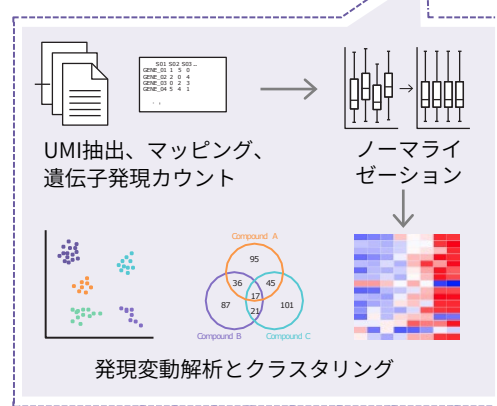 S01 S02 S03 ...
GENE_01 1 5 0
GENE_02 2 0 4
GENE_03 0 2 3
GENE_04 5 4 1
UMI抽出、マッピング、
遺伝子発現カウント
ノーマライ
ゼーション
Compound A
95
36
45
17
87
21
101
Compound B
Compound C
発現変動解析とクラスタリング